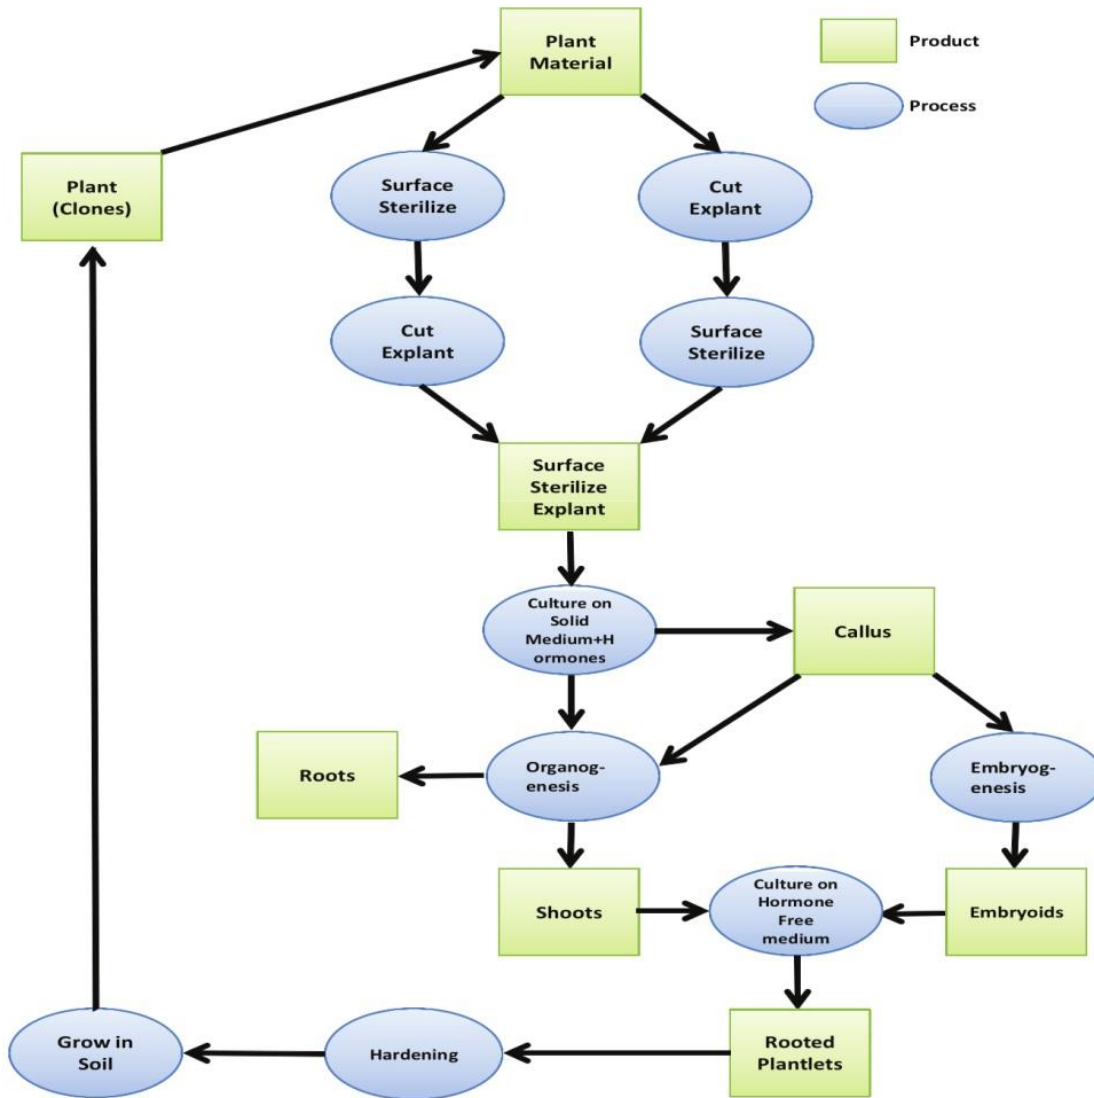 Plant
Material
Product
Process
Plant
(Clones)
Surface
Sterilize
Cut
Explant
Cut
Explant
Surface
Sterilize
Surface
Sterilize
Explant
Culture on
Solid
Medium+H
ormones
Callus
Roots
Organog-
enesis
Embryog-
enesis
Shoots
Culture on
Hormone
Free
medium
Embryoids
Grow in
Soil
Hardening
Rooted
Plantlets